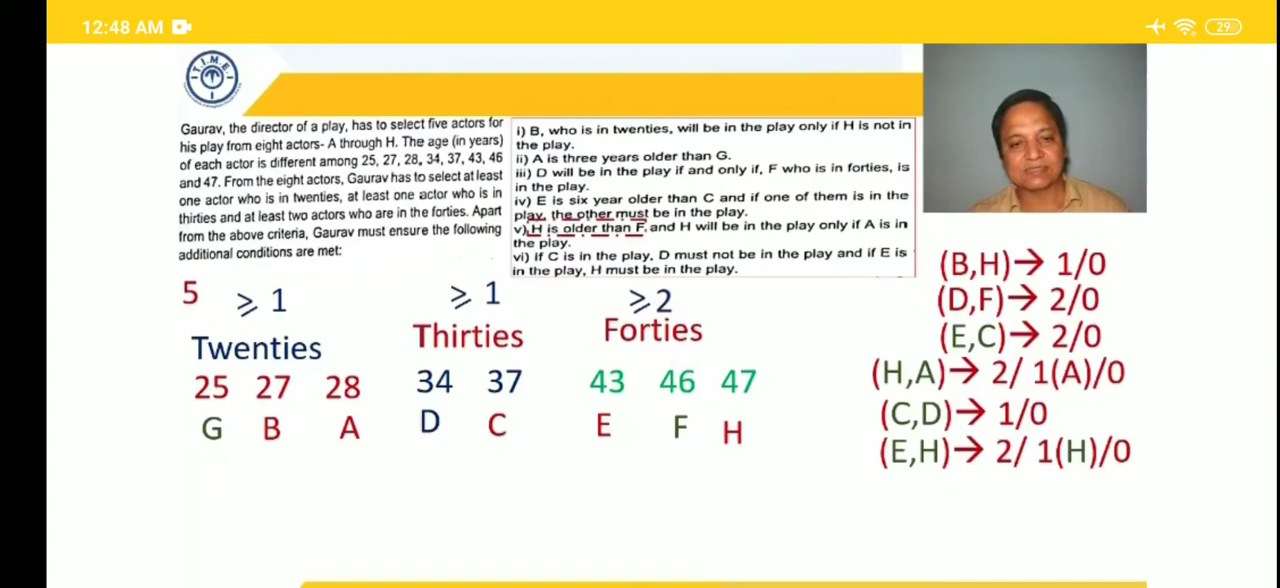 12:48 AM
29
T.I.M.E.
Gaurav, the director of a play, has to select five actors for
his play from eight actors- A through H. The age (in years)
of each actor is different among 25, 27, 28, 34, 37, 43, 46
and 47. From the eight actors, Gaurav has to select at least
one actor who is in twenties, at least one actor who is in
thirties and at least two actors who are in the forties. Apart
from the above criteria, Gaurav must ensure the following
additional conditions are met:
i) B, who is in twenties, will be in the play only if H is not in
the play.
ii) A is three years older than G.
iii) D will be in the play if and only if, F who is in forties, is
in the play.
iv) E is six year older than C and if one of them is in the
play, the other must be in the play.
v) H is older than F, and H will be in the play only if A is in
the play.
vi) If C is in the play, D must not be in the play and if E is
in the play, H must be in the play.
5
⩾ 1
⩾ 1
⩾2
Twenties
Thirties
Forties
25 27 28
34 37
43 46 47
G B A
D C
E F H
(B,H)→ 1/0
(D,F)→ 2/0
(E,C)→ 2/0
(H,A)→ 2/ 1(A)/0
(C,D)→ 1/0
(E,H)→ 2/ 1(H)/0